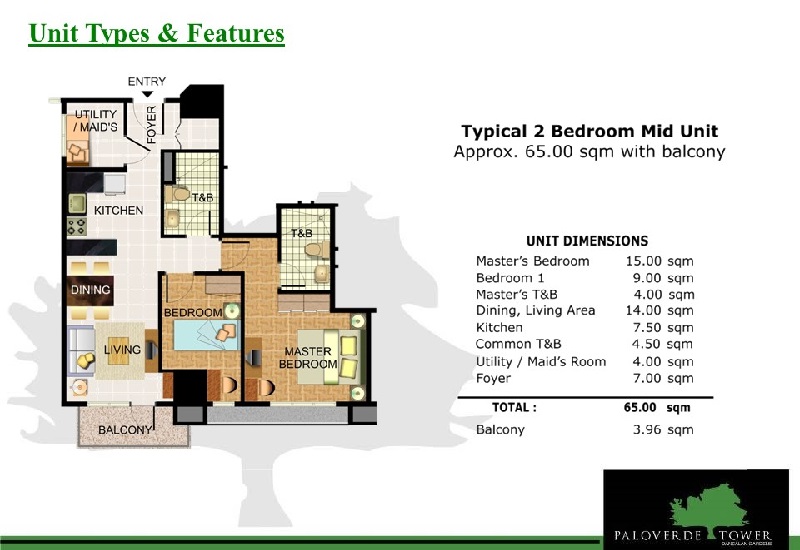 Unit Types & Features
ENTRY
UTILITY
/ MAID'S
FOYER
T&B
KITCHEN
T&B
DINING
BEDROOM
LIVING
MASTER
BEDROOM
BALCONY
Typical 2 Bedroom Mid Unit
Approx. 65.00 sqm with balcony
UNIT DIMENSIONS
Master's Bedroom 15.00 sqm
Bedroom 1 9.00 sqm
Master's T&B 4.00 sqm
Dining, Living Area 14.00 sqm
Kitchen 7.50 sqm
Common T&B 4.50 sqm
Utility / Maid's Room 4.00 sqm
Foyer 7.00 sqm
TOTAL : 65.00 sqm
Balcony 3.96 sqm
PALOVERDE TOWER